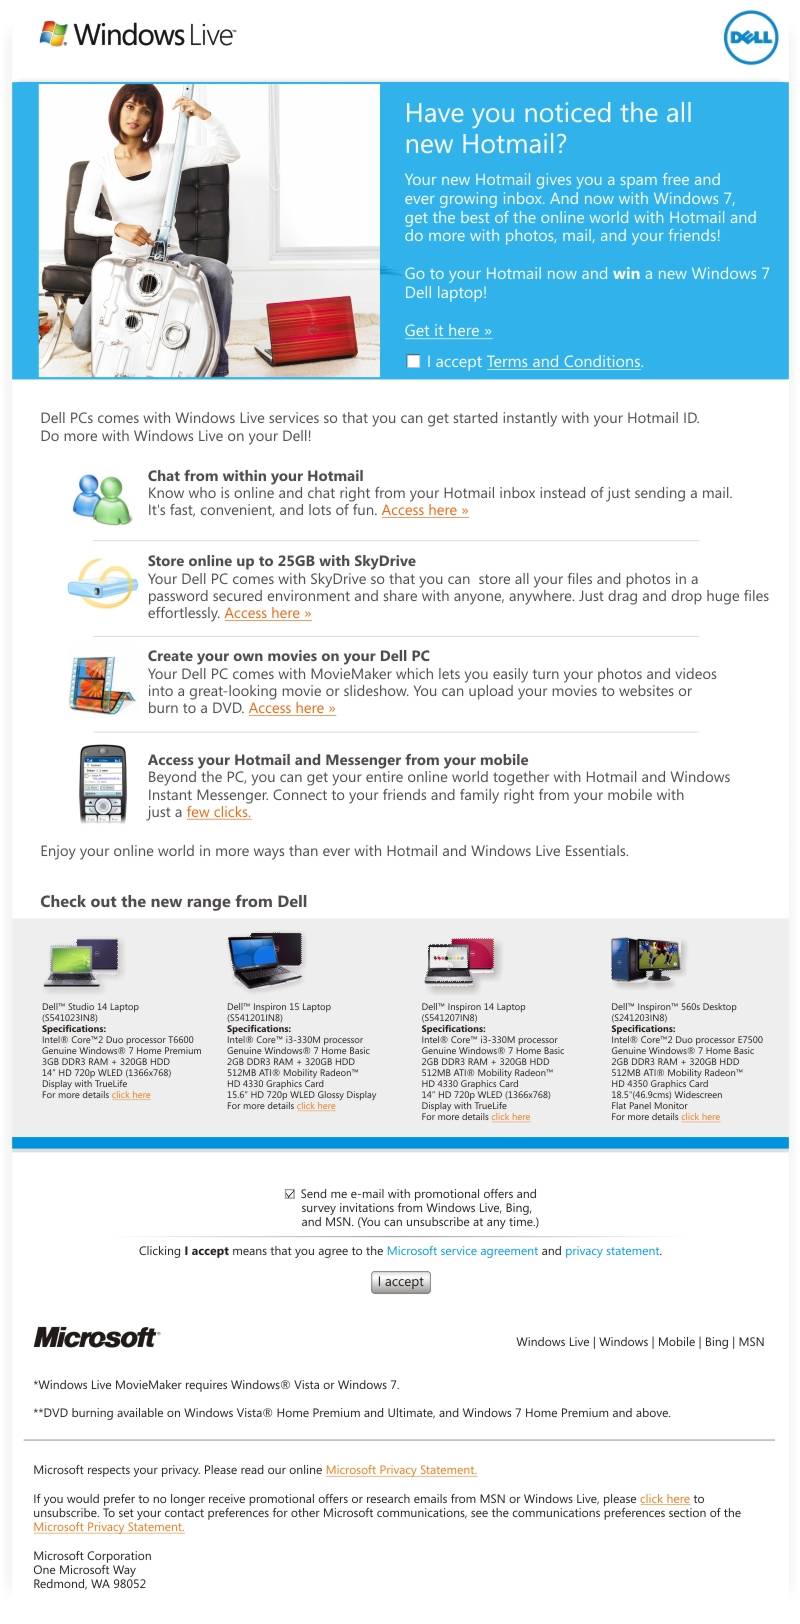 Windows Live™
DELL
Have you noticed the all
new Hotmail?
Your new Hotmail gives you a spam free and
ever growing inbox. And now with Windows 7,
get the best of the online world with Hotmail and
do more with photos, mail, and your friends!
Go to your Hotmail now and win a new Windows 7
Dell laptop!
Get it here »
I accept Terms and Conditions.
Dell PCs comes with Windows Live services so that you can get started instantly with your Hotmail ID.
Do more with Windows Live on your Dell!
Chat from within your Hotmail
Know who is online and chat right from your Hotmail inbox instead of just sending a mail.
It's fast, convenient, and lots of fun. Access here »
Store online up to 25GB with SkyDrive
Your Dell PC comes with SkyDrive so that you can store all your files and photos in a
password secured environment and share with anyone, anywhere. Just drag and drop huge files
effortlessly. Access here »
Create your own movies on your Dell PC
Your Dell PC comes with MovieMaker which lets you easily turn your photos and videos
into a great-looking movie or slideshow. You can upload your movies to websites or
burn to a DVD. Access here »
Access your Hotmail and Messenger from your mobile
Beyond the PC, you can get your entire online world together with Hotmail and Windows
Instant Messenger. Connect to your friends and family right from your mobile with
just a few clicks.
Enjoy your online world in more ways than ever with Hotmail and Windows Live Essentials.
Check out the new range from Dell
Dell™ Studio 14 Laptop
(S541023IN8)
Specifications:
Intel® Core™2 Duo processor T6600
Genuine Windows® 7 Home Premium
3GB DDR3 RAM + 320GB HDD
14" HD 720p WLED (1366x768)
Display with TrueLife
For more details click here
Dell™ Inspiron 15 Laptop
(S541201IN8)
Specifications:
Intel® Core™ i3-330M processor
Genuine Windows® 7 Home Basic
2GB DDR3 RAM + 320GB HDD
512MB ATI® Mobility Radeon™
HD 4330 Graphics Card
15.6" HD 720p WLED Glossy Display
For more details click here
Dell™ Inspiron 14 Laptop
(S541207IN8)
Specifications:
Intel® Core™ i3-330M processor
Genuine Windows® 7 Home Basic
2GB DDR3 RAM + 320GB HDD
512MB ATI® Mobility Radeon™
HD 4330 Graphics Card
14" HD 720p WLED (1366x768)
Display with TrueLife
For more details click here
Dell™ Inspiron™ 560s Desktop
(S241203IN8)
Specifications:
Intel® Core™2 Duo processor E7500
Genuine Windows® 7 Home Basic
2GB DDR3 RAM + 320GB HDD
512MB ATI® Mobility Radeon™
HD 4350 Graphics Card
18.5"(46.9cms) Widescreen
Flat Panel Monitor
For more details click here
Send me e-mail with promotional offers and
survey invitations from Windows Live, Bing,
and MSN. (You can unsubscribe at any time.)
Clicking I accept means that you agree to the Microsoft service agreement and privacy statement.
I accept
Microsoft®
Windows Live | Windows | Mobile | Bing | MSN
*Windows Live MovieMaker requires Windows® Vista or Windows 7.
**DVD burning available on Windows Vista® Home Premium and Ultimate, and Windows 7 Home Premium and above.
Microsoft respects your privacy. Please read our online Microsoft Privacy Statement.
If you would prefer to no longer receive promotional offers or research emails from MSN or Windows Live, please click here to
unsubscribe. To set your contact preferences for other Microsoft communications, see the communications preferences section of the
Microsoft Privacy Statement.
Microsoft Corporation
One Microsoft Way
Redmond, WA 98052